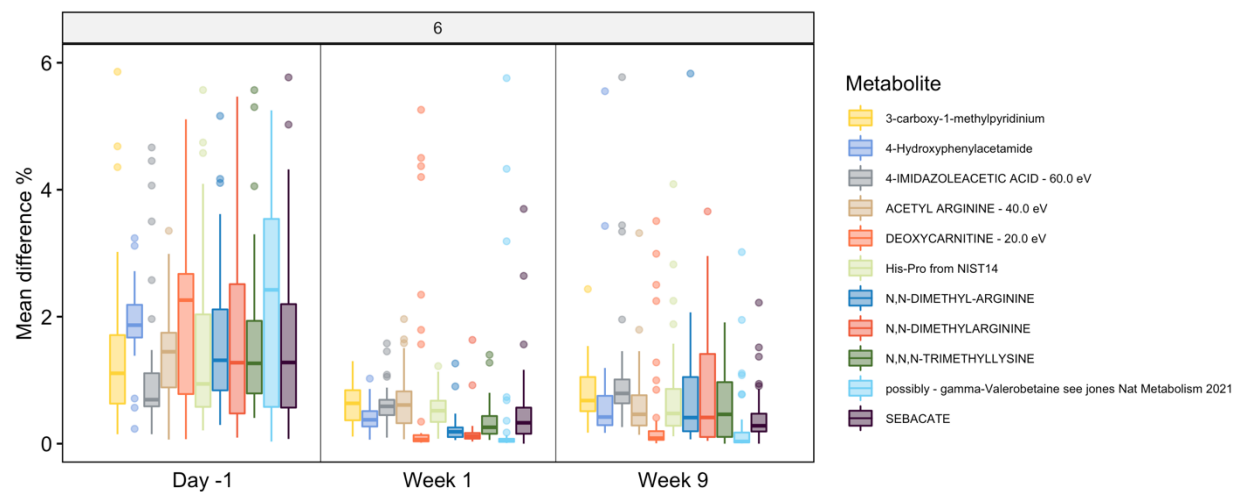 6
6
4
2
0
Mean difference %
Day -1
Week 1
Week 9
Metabolite
3-carboxy-1-methylpyridinium
4-Hydroxyphenylacetamide
4-IMIDAZOLEACETIC ACID - 60.0 eV
ACETYL ARGININE - 40.0 eV
DEOXYCARNITINE - 20.0 eV
His-Pro from NIST14
N,N-DIMETHYL-ARGININE
N,N-DIMETHYLARGININE
N,N,N-TRIMETHYLLYSINE
possibly - gamma-Valerobetaine see jones Nat Metabolism 2021
SEBACATE